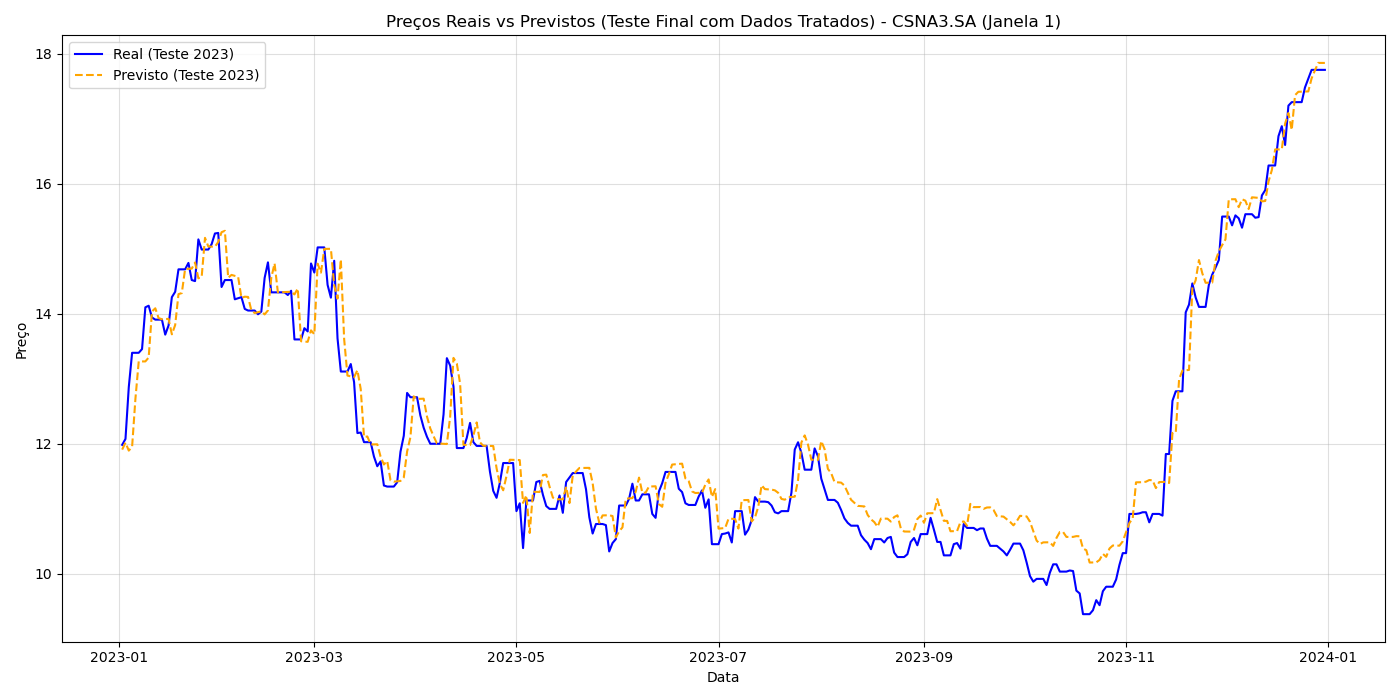 Preços Reais vs Previstos (Teste Final com Dados Tratados) - CSNA3.SA (Janela 1)
Real (Teste 2023)
Previsto (Teste 2023)
Preço
18
16
14
12
10
2023-01
2023-03
2023-05
2023-07
2023-09
2023-11
2024-01
Data